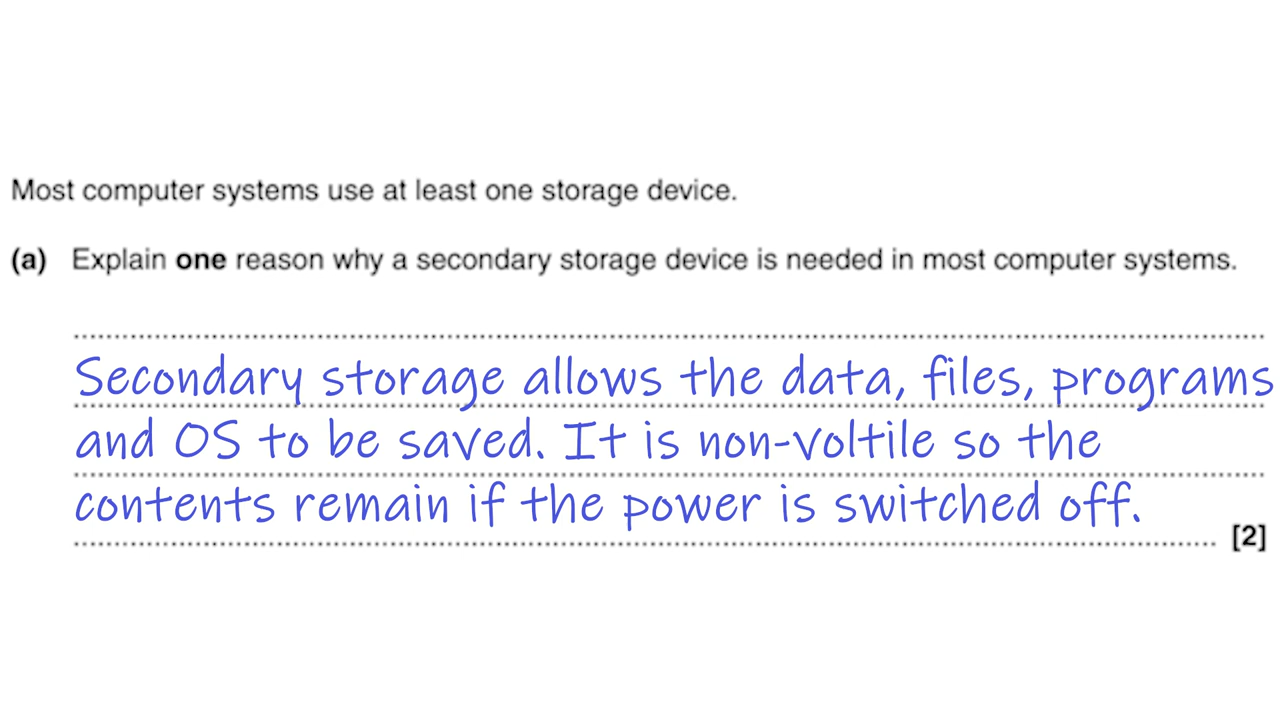 Most computer systems use at least one storage device.
(a) Explain one reason why a secondary storage device is needed in most computer systems.
Secondary storage allows the data, files, programs
and OS to be saved. It is non-voltile so the
contents remain if the power is switched off.
[2]